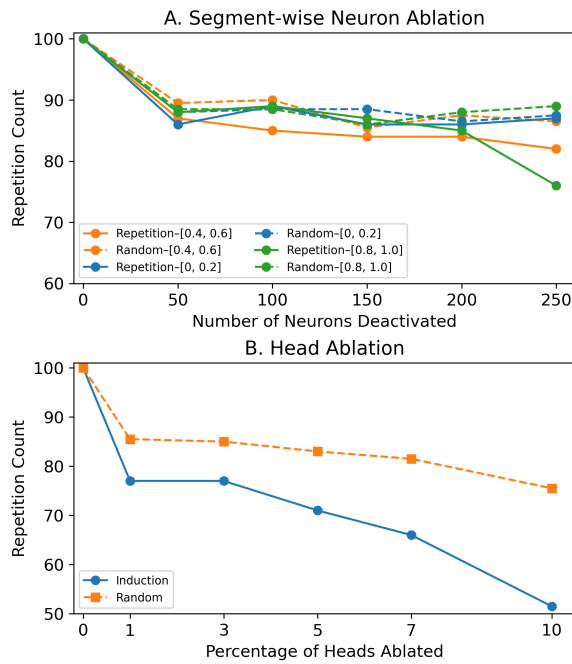 A. Segment-wise Neuron Ablation
Repetition Count
100
90
80
70
60
Repetition–[0.4, 0.6]
Random–[0.4, 0.6]
Repetition–[0, 0.2]
Random–[0, 0.2]
Repetition–[0.8, 1.0]
Random–[0.8, 1.0]
0 50 100 150 200 250
Number of Neurons Deactivated
B. Head Ablation
Repetition Count
100
90
80
70
60
50
Induction
Random
0 1 3 5 7 10
Percentage of Heads Ablated